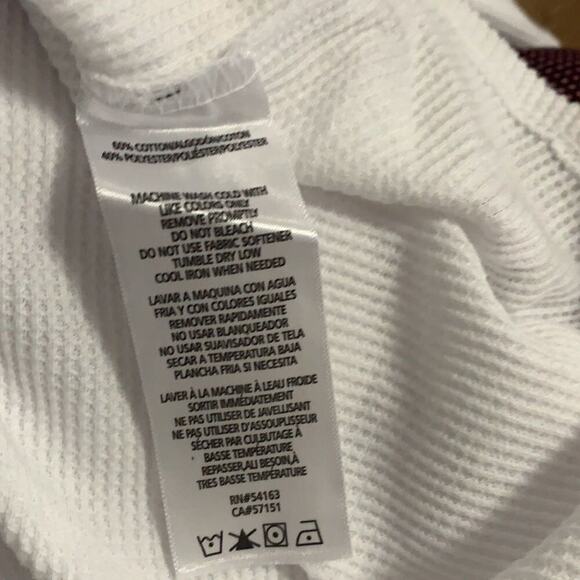 60% COTTON/ALGODÓN/COTON
40% POLYESTER/POLIÉSTER/POLYESTER
MACHINE WASH COLD WITH
LIKE COLORS ONLY
REMOVE PROMPTLY
DO NOT BLEACH
DO NOT USE FABRIC SOFTENER
TUMBLE DRY LOW
COOL IRON WHEN NEEDED
LAVAR A MAQUINA CON AGUA
FRIA Y CON COLORES IGUALES
REMOVER RAPIDAMENTE
NO USAR BLANQUEADOR
NO USAR SUAVISADOR DE TELA
SECAR A TEMPERATURA BAJA
PLANCHA FRIA SI NECESITA
LAVER À LA MACHINE À LEAU FROIDE
SORTIR IMMÉDIATEMENT
NE PAS UTILISER DE JAVELLISANT
NE PAS UTILISER D'ASSOUPLISSEUR
SÉCHER PAR CULBUTAGE À
BASSE TEMPÉRATURE
REPASSER,ALI BESOIN,À
TRES BASSE TEMPÉRATURE
RN#54163
CA#57151